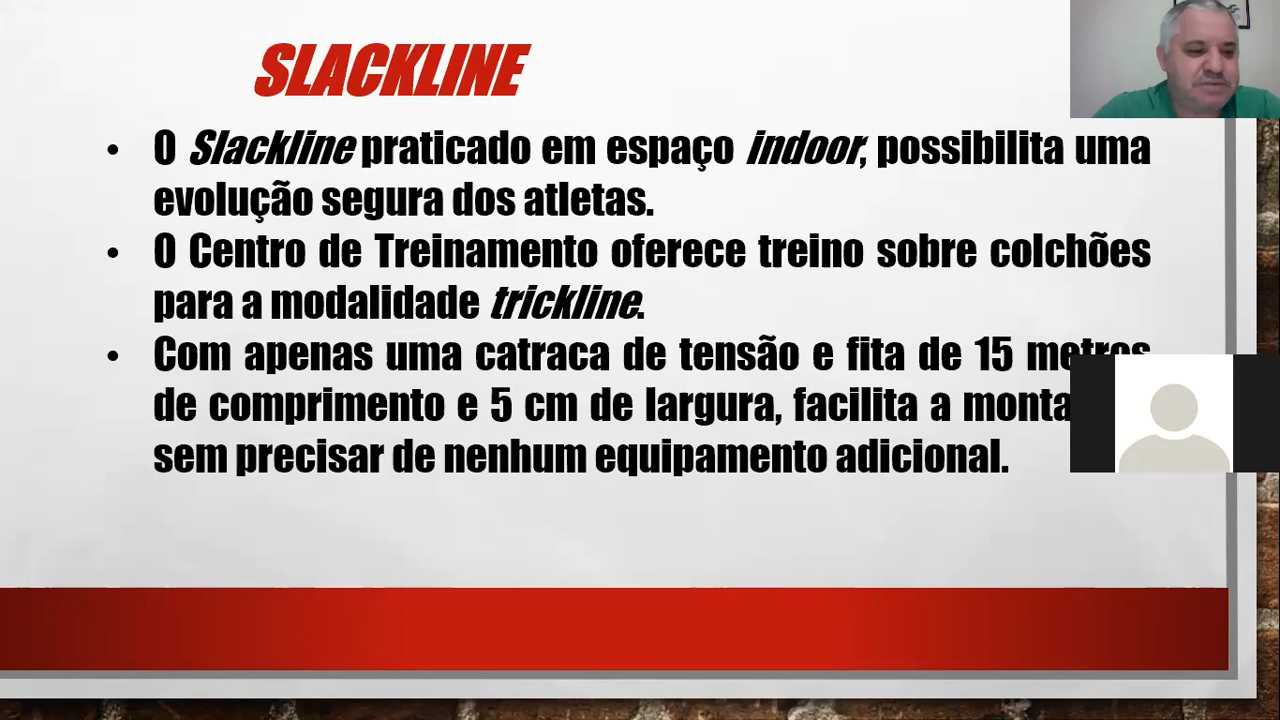 SLACKLINE
• O Slackline praticado em espaço indoor, possibilita uma
evolução segura dos atletas.
• O Centro de Treinamento oferece treino sobre colchões
para a modalidade trickline.
• Com apenas uma catraca de tensão e fita de 15 metros
de comprimento e 5 cm de largura, facilita a
sem precisar de nenhum equipamento adicional.